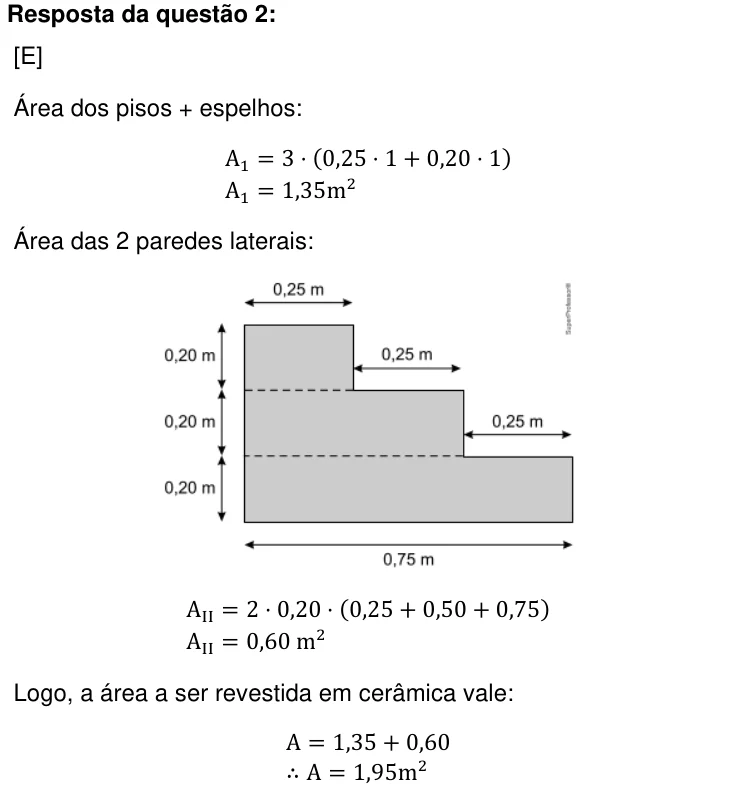 Resposta da questão 2:
[E]
Área dos pisos + espelhos:
A₁ = 3 · (0,25 · 1 + 0,20 · 1)
A₁ = 1,35m²
Área das 2 paredes laterais:
0,25 m
SuperProfessor®
0,20 m
0,25 m
0,20 m
0,25 m
0,20 m
0,75 m
A_II = 2 · 0,20 · (0,25 + 0,50 + 0,75)
A_II = 0,60 m²
Logo, a área a ser revestida em cerâmica vale:
A = 1,35 + 0,60
∴ A = 1,95m²